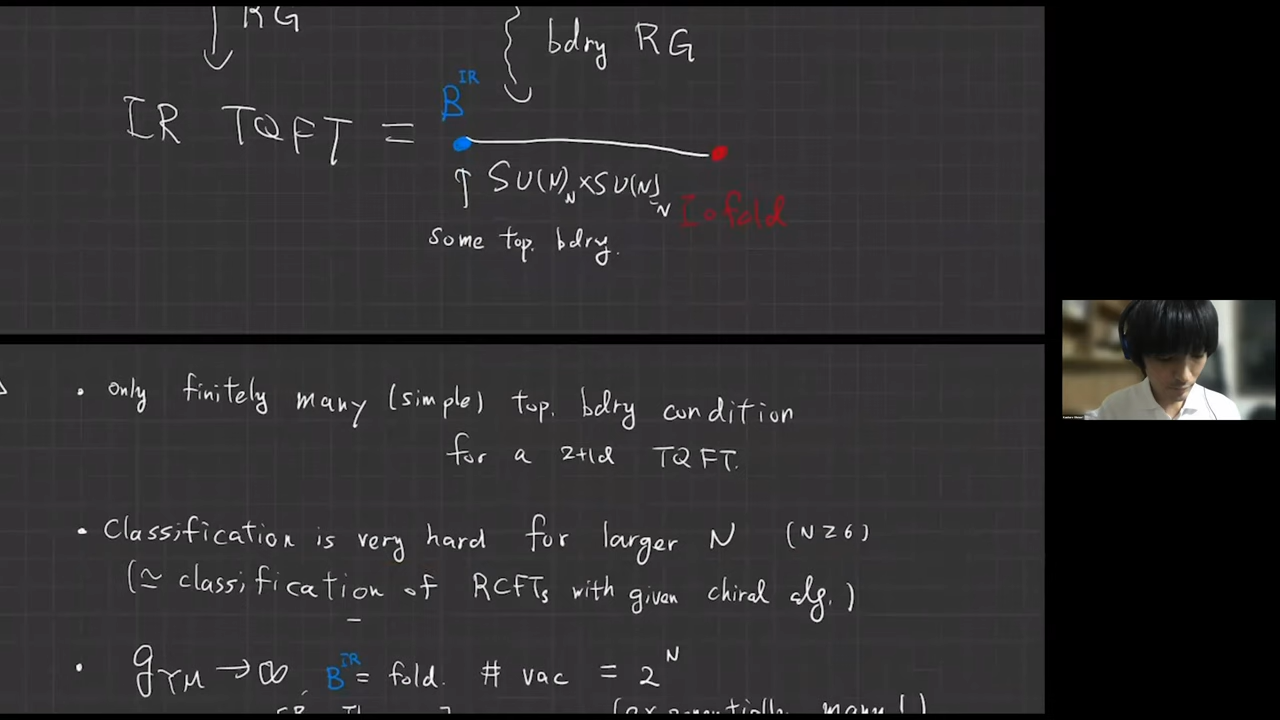 RG
bdry RG
IR TQFT = B^IR
SU(N)_N × SU(N)_-N
I fold
some top. bdry.
• only finitely many (simple) top. bdry condition
for a 2+1d TQFT.
• Classification is very hard for larger N (N ≥ 6)
(≃ classification of RCFTs with given chiral alg.)
• g_YM → ∞, B^IR = fold. # vac = 2^N
(exponentially many!)